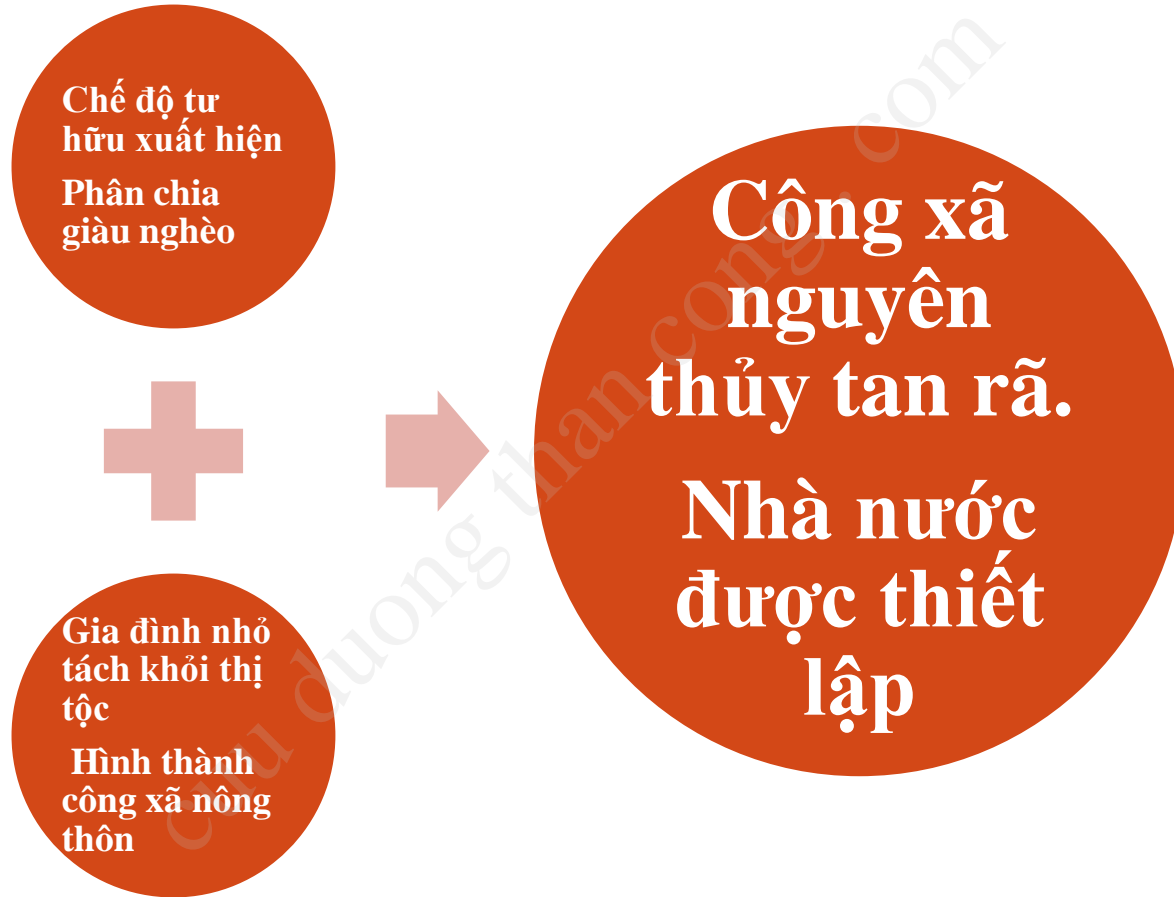 Chế độ tư
hữu xuất hiện
Phân chia
giàu nghèo
Gia đình nhỏ
tách khỏi thị
tộc
Hình thành
công xã nông
thôn
Công xã
nguyên
thủy tan rã.
Nhà nước
được thiết
lập
cuu duong than cong . com